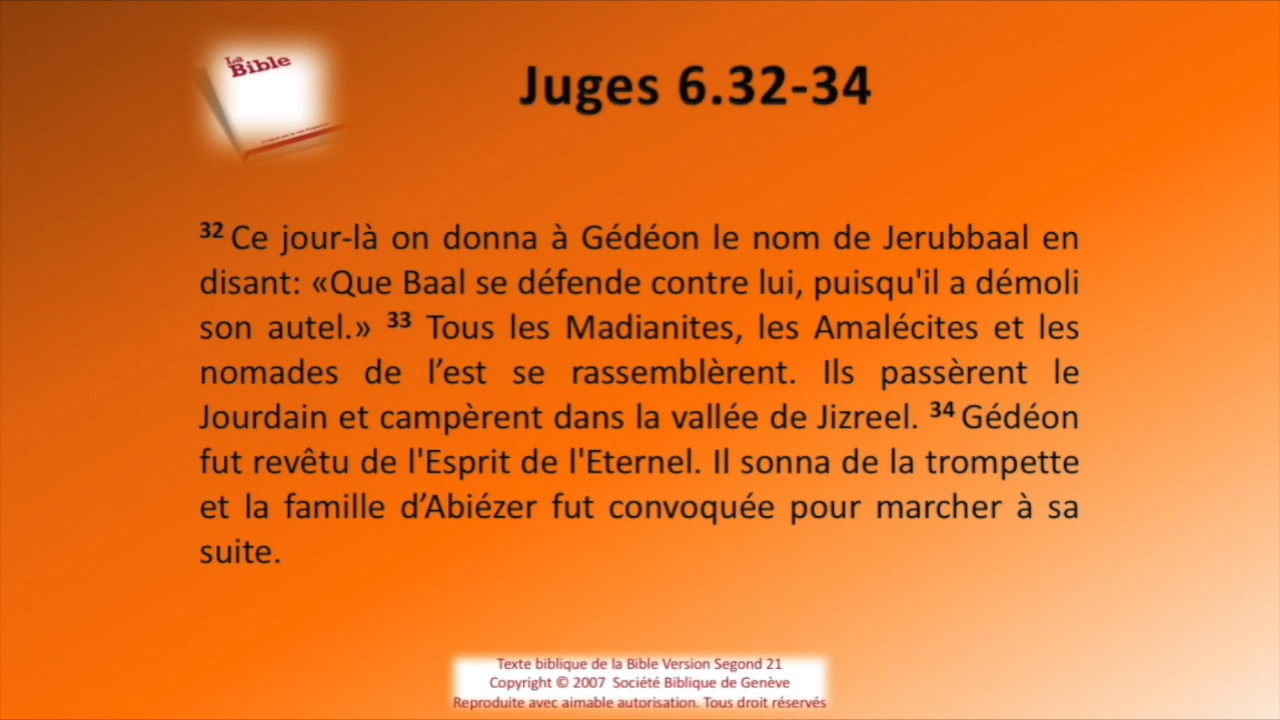 La
Bible
Juges 6.32-34
32 Ce jour-là on donna à Gédéon le nom de Jerubbaal en
disant: «Que Baal se défende contre lui, puisqu'il a démoli
son autel.» 33 Tous les Madianites, les Amalécites et les
nomades de l’est se rassemblèrent. Ils passèrent le
Jourdain et campèrent dans la vallée de Jizreel. 34 Gédéon
fut revêtu de l'Esprit de l'Eternel. Il sonna de la trompette
et la famille d’Abiézer fut convoquée pour marcher à sa
suite.
Texte biblique de la Bible Version Segond 21
Copyright © 2007 Société Biblique de Genève
Reproduite avec aimable autorisation. Tous droit réservés